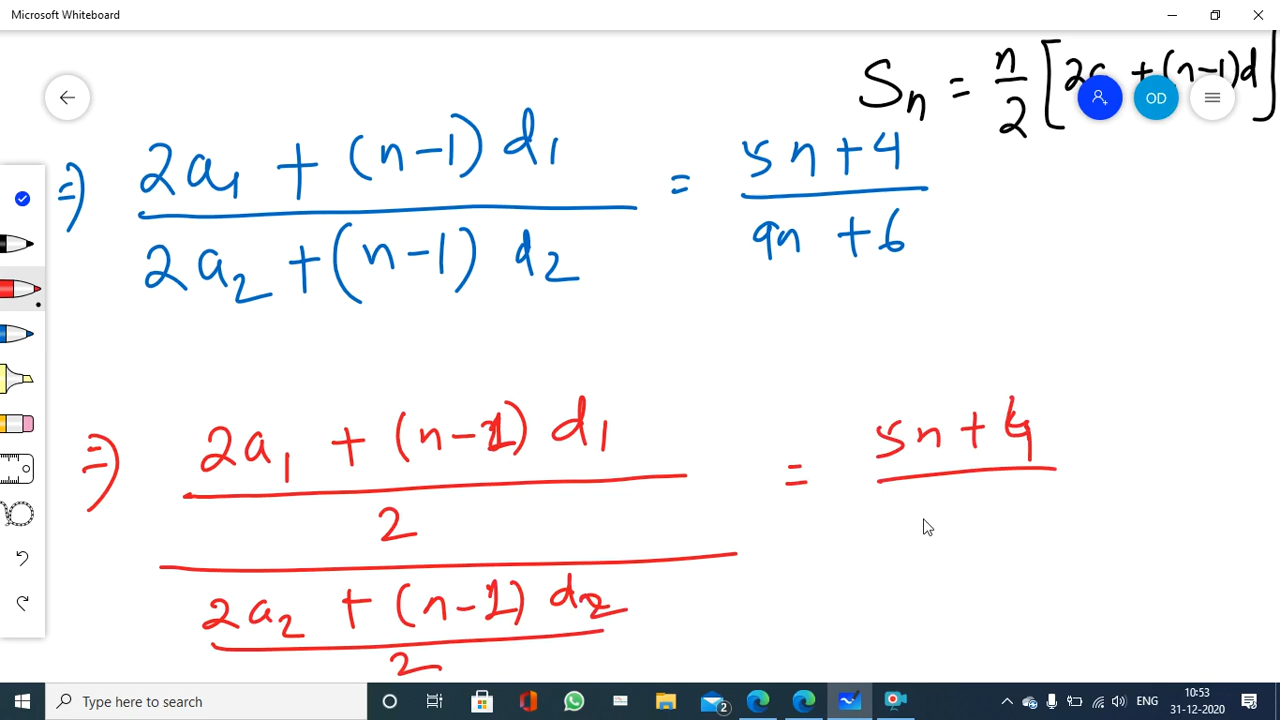 Microsoft Whiteboard
Sn = n/2 [2a + (n-1)d]
OD
⇒ 2a1 + (n-1) d1 / 2a2 + (n-1) d2 = 5n+4 / 9n+6
⇒ (2a1 + (n-1) d1 / 2) / (2a2 + (n-1) d2 / 2) = 5n+4
Type here to search
2
ENG
10:53
31-12-2020